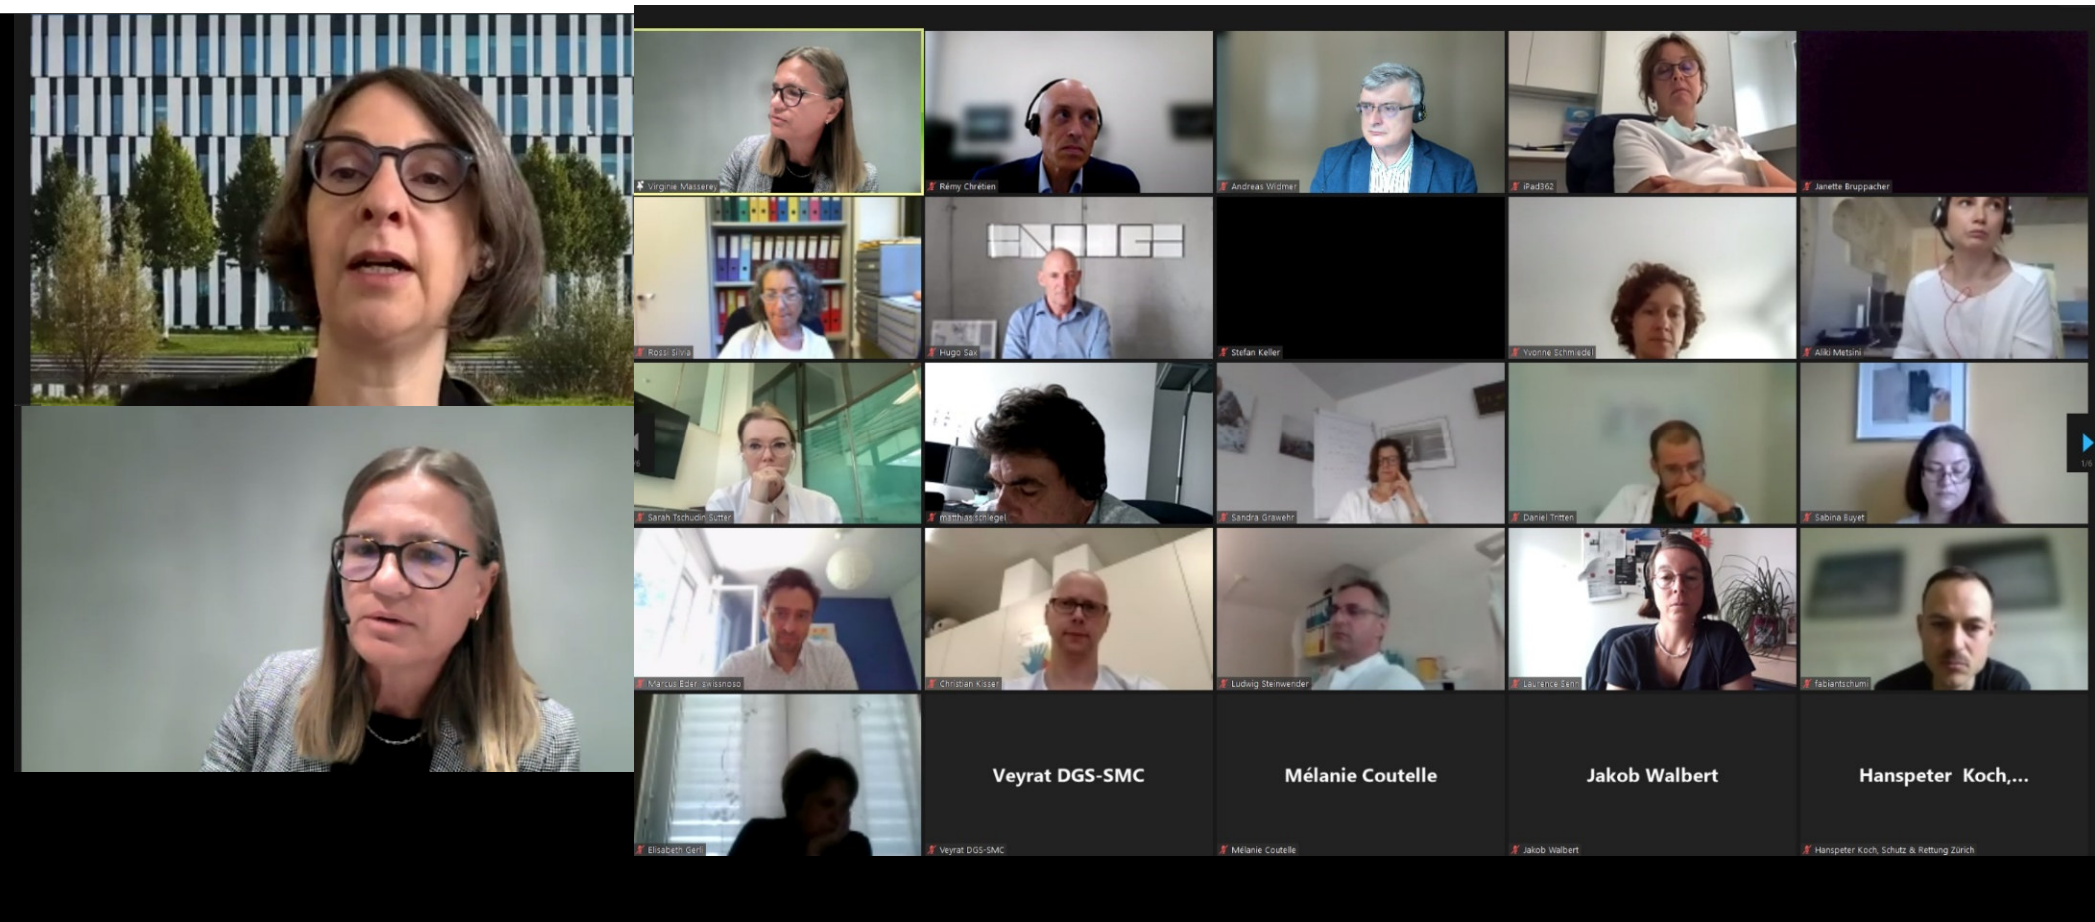 Virginie Masserey
Rémy Chrétien
Andreas Widmer
iPad362
Janette Bruppacher
Rossi Silvia
Hugo Sax
Stefan Keller
Yvonne Schmiedel
Aliki Metsini
Sarah Tschudin Sutter
matthias schlegel
Sandra Grawehr
Daniel Tritten
Sabina Buyet
1/6
Marcus Eder- swissnoso
Christian Kisser
Ludwig Steinwender
Laurence
fabiantschumi
Veyrat DGS-SMC
Mélanie Coutelle
Jakob Walbert
Hanspeter Koch,...
Elisabeth Gerli
Veyrat DGS-SMC
Mélanie Coutelle
Jakob Walbert
Hanspeter Koch, Schutz & Rettung Zürich